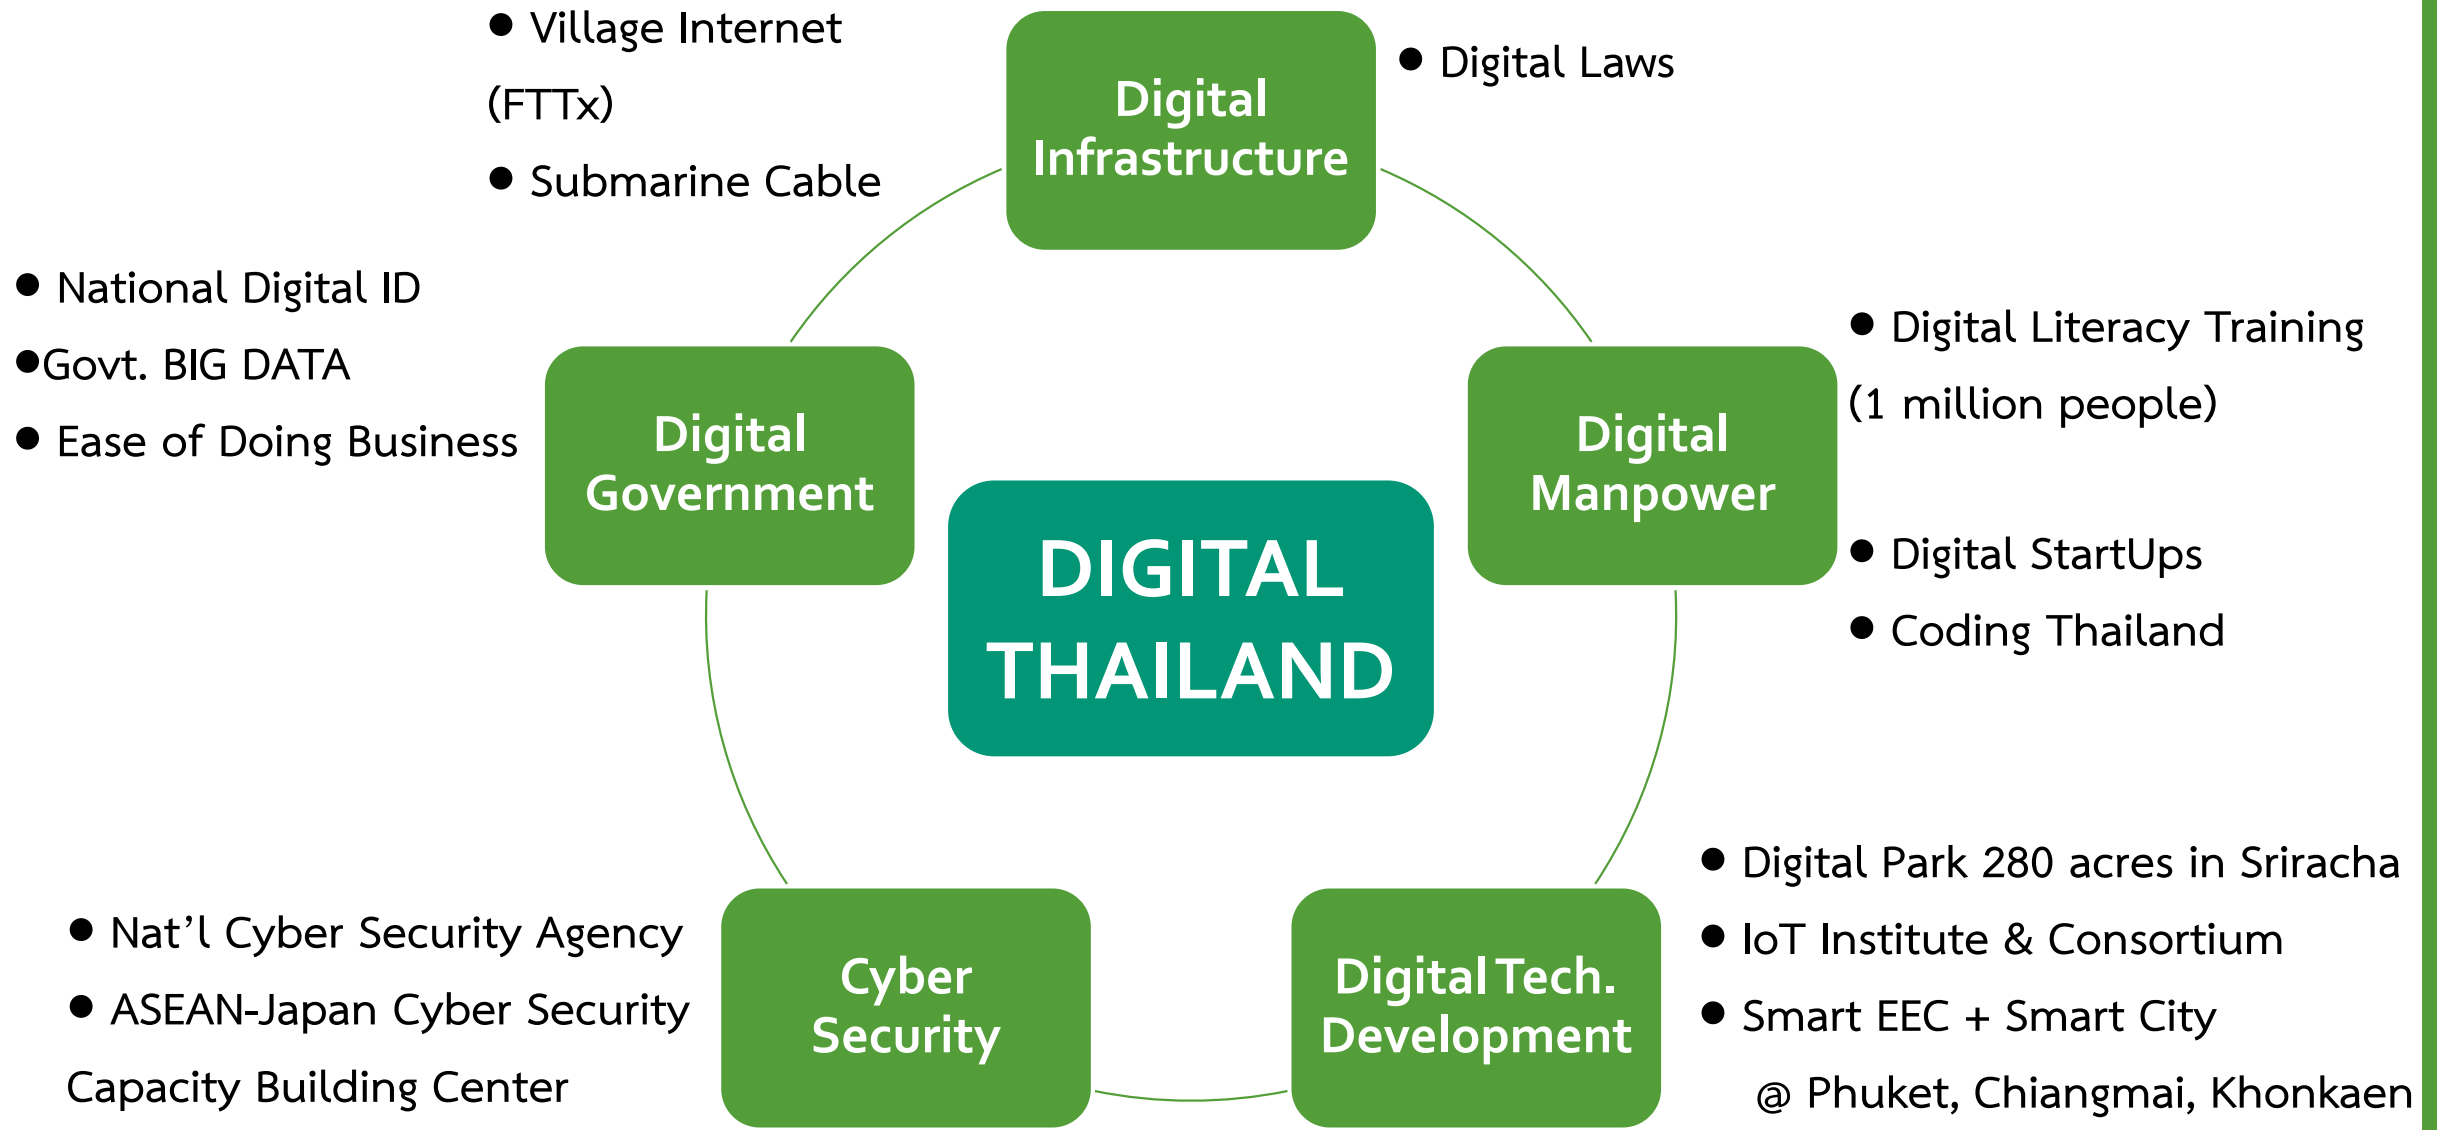 ● Village Internet
(FTTx)
● Submarine Cable
Digital
Infrastructure
● Digital Laws
● National Digital ID
●Govt. BIG DATA
● Ease of Doing Business
Digital
Government
Digital
Manpower
● Digital Literacy Training
(1 million people)
● Digital StartUps
● Coding Thailand
DIGITAL
THAILAND
● Nat’l Cyber Security Agency
● ASEAN-Japan Cyber Security
Capacity Building Center
Cyber
Security
Digital Tech.
Development
● Digital Park 280 acres in Sriracha
● IoT Institute & Consortium
● Smart EEC + Smart City
@ Phuket, Chiangmai, Khonkaen